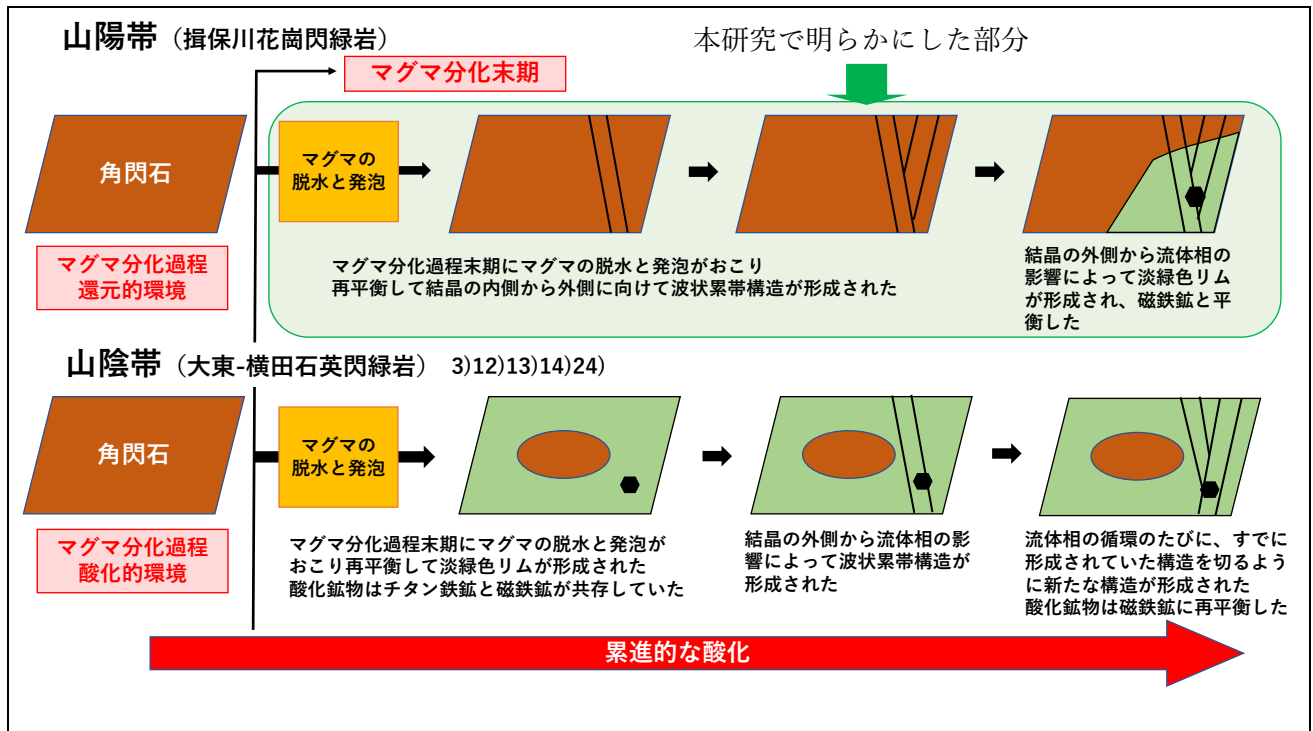 山陽帯（揖保川花崗閃緑岩）
本研究で明らかにした部分
マグマ分化末期
角閃石
マグマの
脱水と発泡
マグマ分化過程
還元的環境
マグマ分化過程末期にマグマの脱水と発泡がおこり
再平衡して結晶の内側から外側に向けて波状累帯構造が形成された
結晶の外側から流体相の
影響によって淡緑色リム
が形成され、磁鉄鉱と平
衡した
山陰帯（大東-横田石英閃緑岩） 3)12)13)14)24)
角閃石
マグマの
脱水と発泡
マグマ分化過程
酸化的環境
マグマ分化過程末期にマグマの脱水と発泡が
おこり再平衡して淡緑色リムが形成された
酸化鉱物はチタン鉄鉱と磁鉄鉱が共存していた
結晶の外側から流体相の影
響によって波状累帯構造が
形成された
流体相の循環のたびに、すでに
形成されていた構造を切るよう
に新たな構造が形成された
酸化鉱物は磁鉄鉱に再平衡した
累進的な酸化